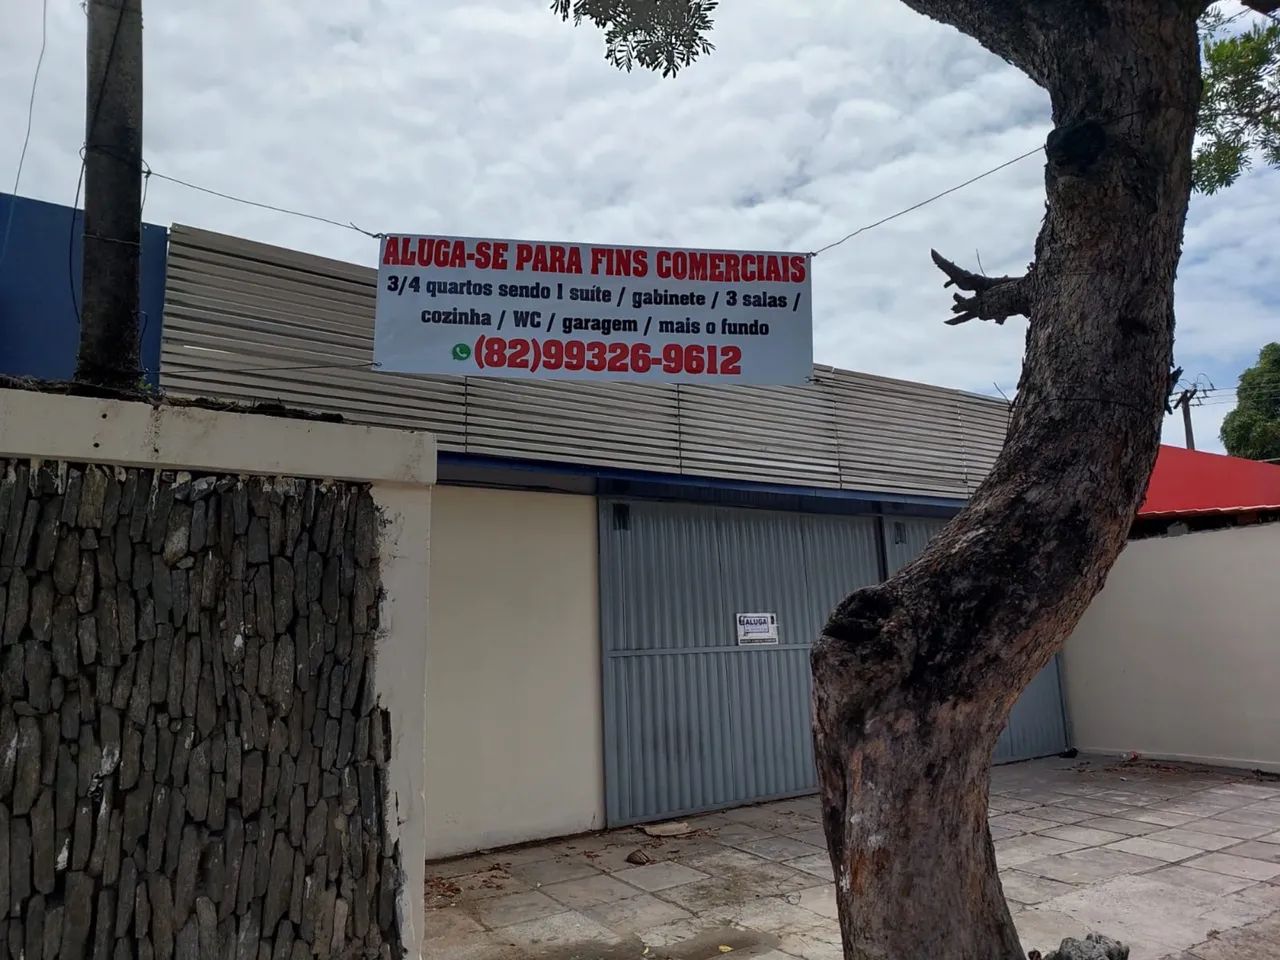 ALUGA-SE PARA FINS COMERCIAIS
3/4 quartos sendo 1 suíte / gabinete / 3 salas /
cozinha / WC / garagem / mais o fundo
(82)99326-9612
ALUGA